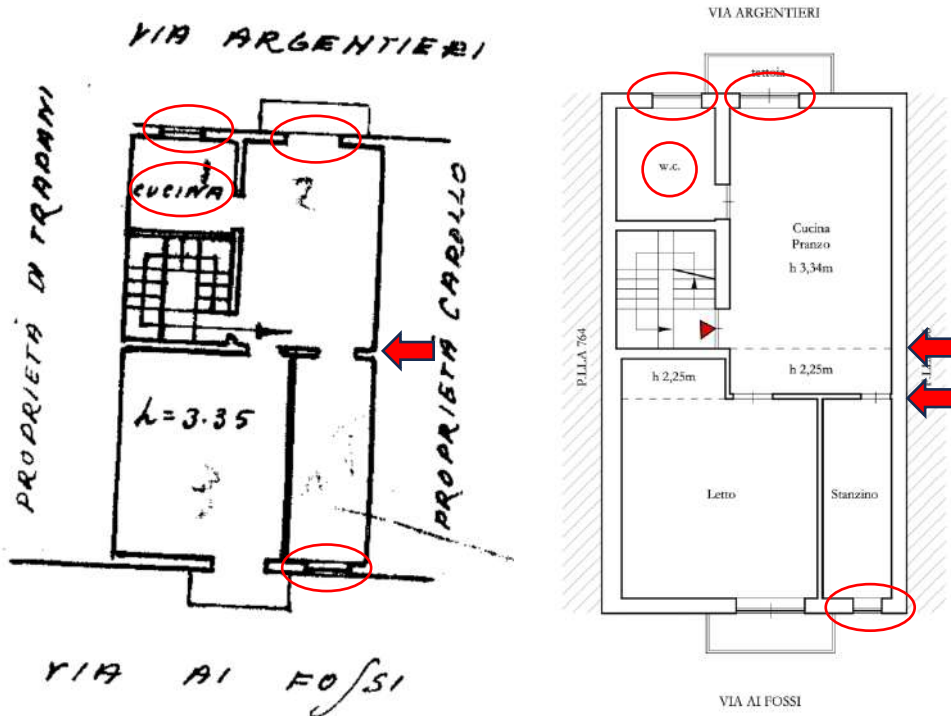 VIA ARGENTIERI
PROPRIETÀ DI TRAPANI
CUCINA
PROPRIETÀ CAROLLO
h=3.35
VIA AI FOSSI
VIA ARGENTIERI
tettoia
w.c.
Cucina
Pranzo
h 3,34m
P.LLA 764
h 2,25m
h 2,25m
Letto
Stanzino
VIA AI FOSSI